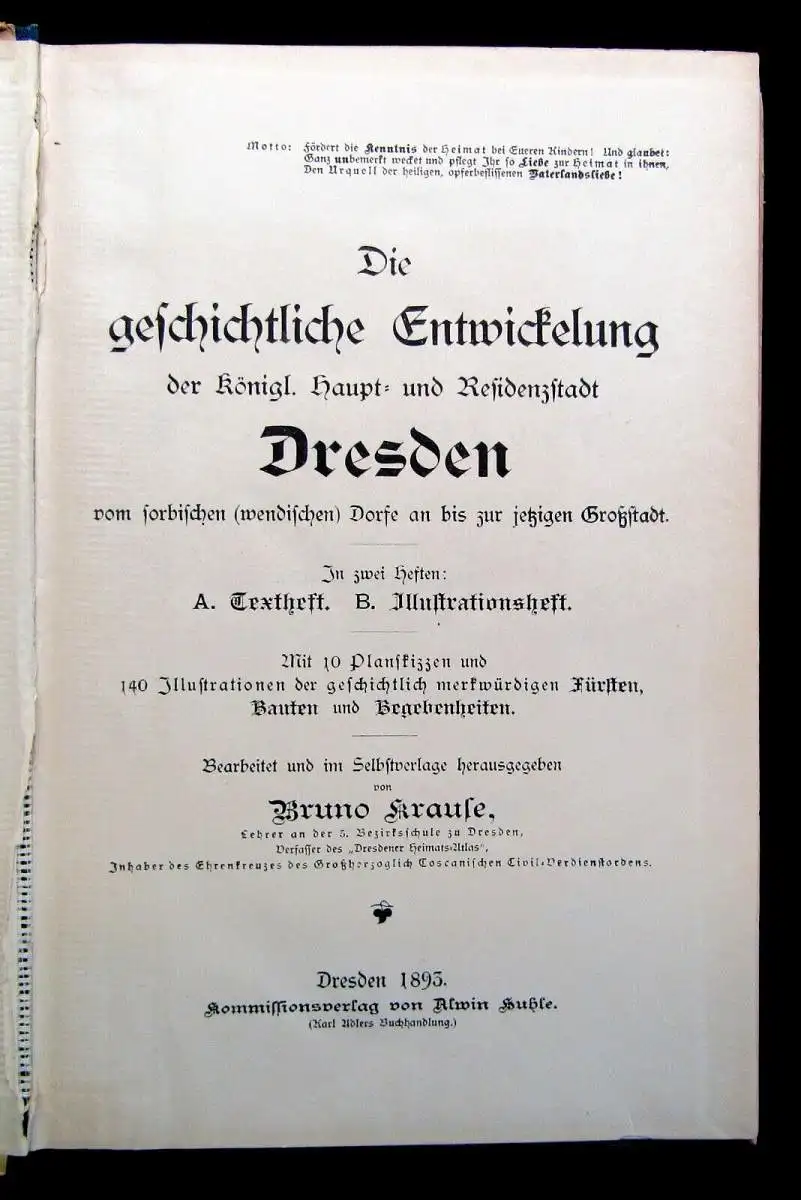 Motto: Fördert die Kenntnis der Heimat bei Eueren Kindern! Und glaubet:
Ganz unbemerkt wecket und pflegt Ihr so Liebe zur Heimat in ihnen,
Den Urquell der heiligen, opferbeflissenen Vaterlandsliebe!
Die
geschichtliche Entwickelung
der Königl. Haupt- und Residenzstadt
Dresden
vom sorbischen (wendischen) Dorfe an bis zur jetzigen Großstadt.
In zwei Heften:
A. Textheft. B. Illustrationsheft.
Mit 10 Planskizzen und
140 Illustrationen der geschichtlich merkwürdigen Fürsten,
Bauten und Begebenheiten.
Bearbeitet und im Selbstverlage herausgegeben
von
Bruno Krause,
Lehrer an der 5. Bezirksschule zu Dresden,
Verfasser des „Dresdener Heimats-Atlas",
Inhaber des Ehrenkreuzes des Großherzoglich Toscanischen Civil-Verdienstordens.
Dresden 1893.
Kommissionsverlag von Alwin Huhle.
(Karl Adlers Buchhandlung.)